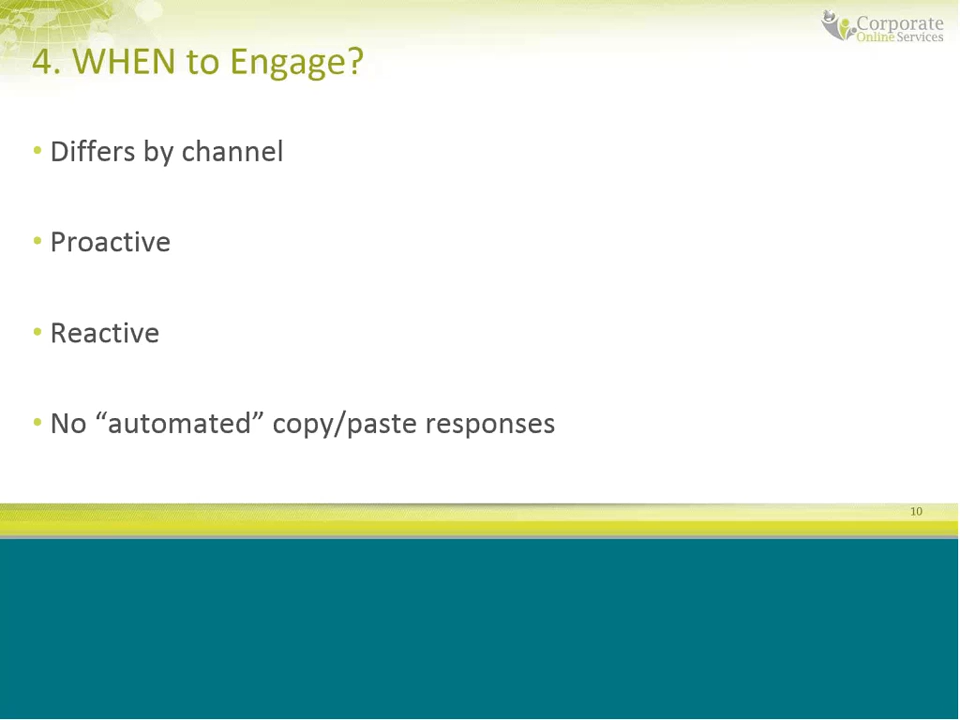 Corporate
Online Services
4. WHEN to Engage?
• Differs by channel
• Proactive
• Reactive
• No “automated” copy/paste responses
10